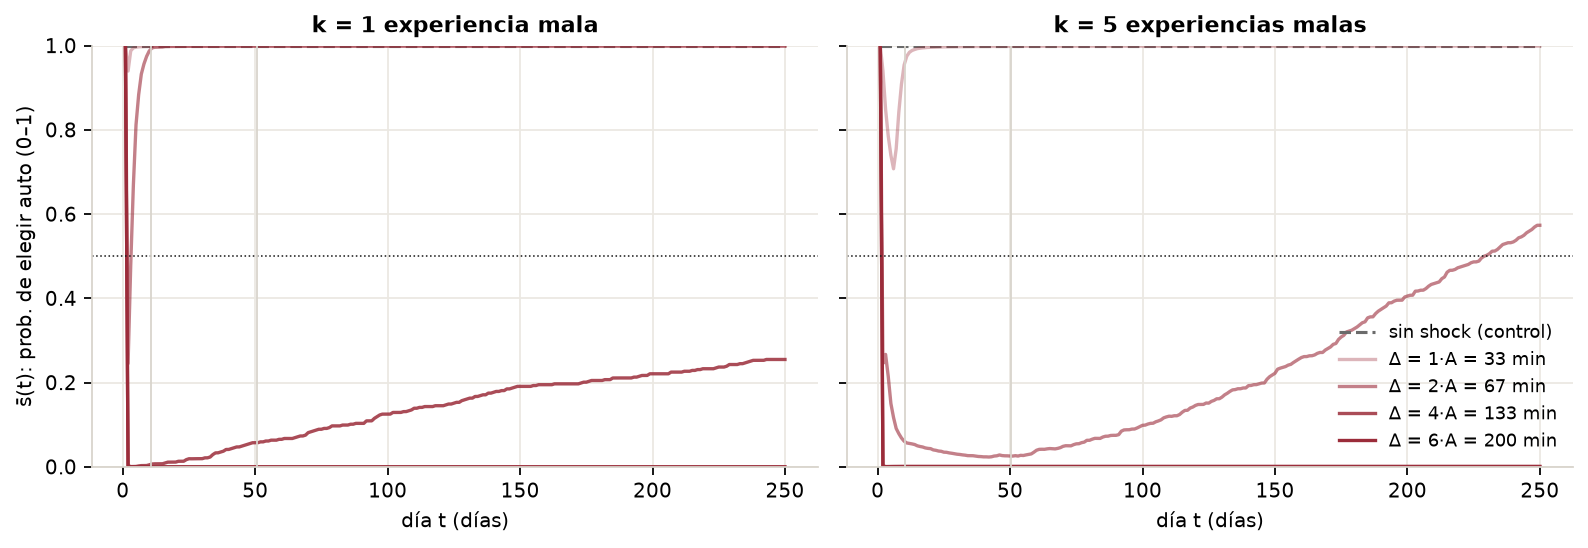 k = 1 experiencia mala
k = 5 experiencias malas
s̄(t): prob. de elegir auto (0–1)
1.0
0.8
0.6
0.4
0.2
0.0
0
50
100
150
200
250
día t (días)
0
50
100
150
200
250
día t (días)
sin shock (control)
Δ = 1·A = 33 min
Δ = 2·A = 67 min
Δ = 4·A = 133 min
Δ = 6·A = 200 min